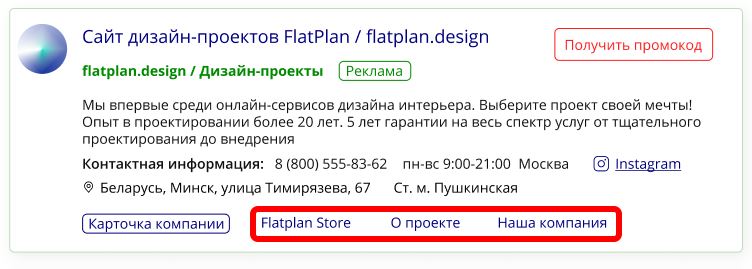 Сайт дизайн-проектов FlatPlan / flatplan.design
Получить промокод
flatplan.design / Дизайн-проекты Реклама
Мы впервые среди онлайн-сервисов дизайна интерьера. Выберите проект своей мечты!
Опыт в проектировании более 20 лет. 5 лет гарантии на весь спектр услуг от тщательного
проектирования до внедрения
Контактная информация: 8 (800) 555-83-62 пн-вс 9:00-21:00 Москва Instagram
Беларусь, Минск, улица Тимирязева, 67 Ст. м. Пушкинская
Карточка компании Flatplan Store О проекте Наша компания